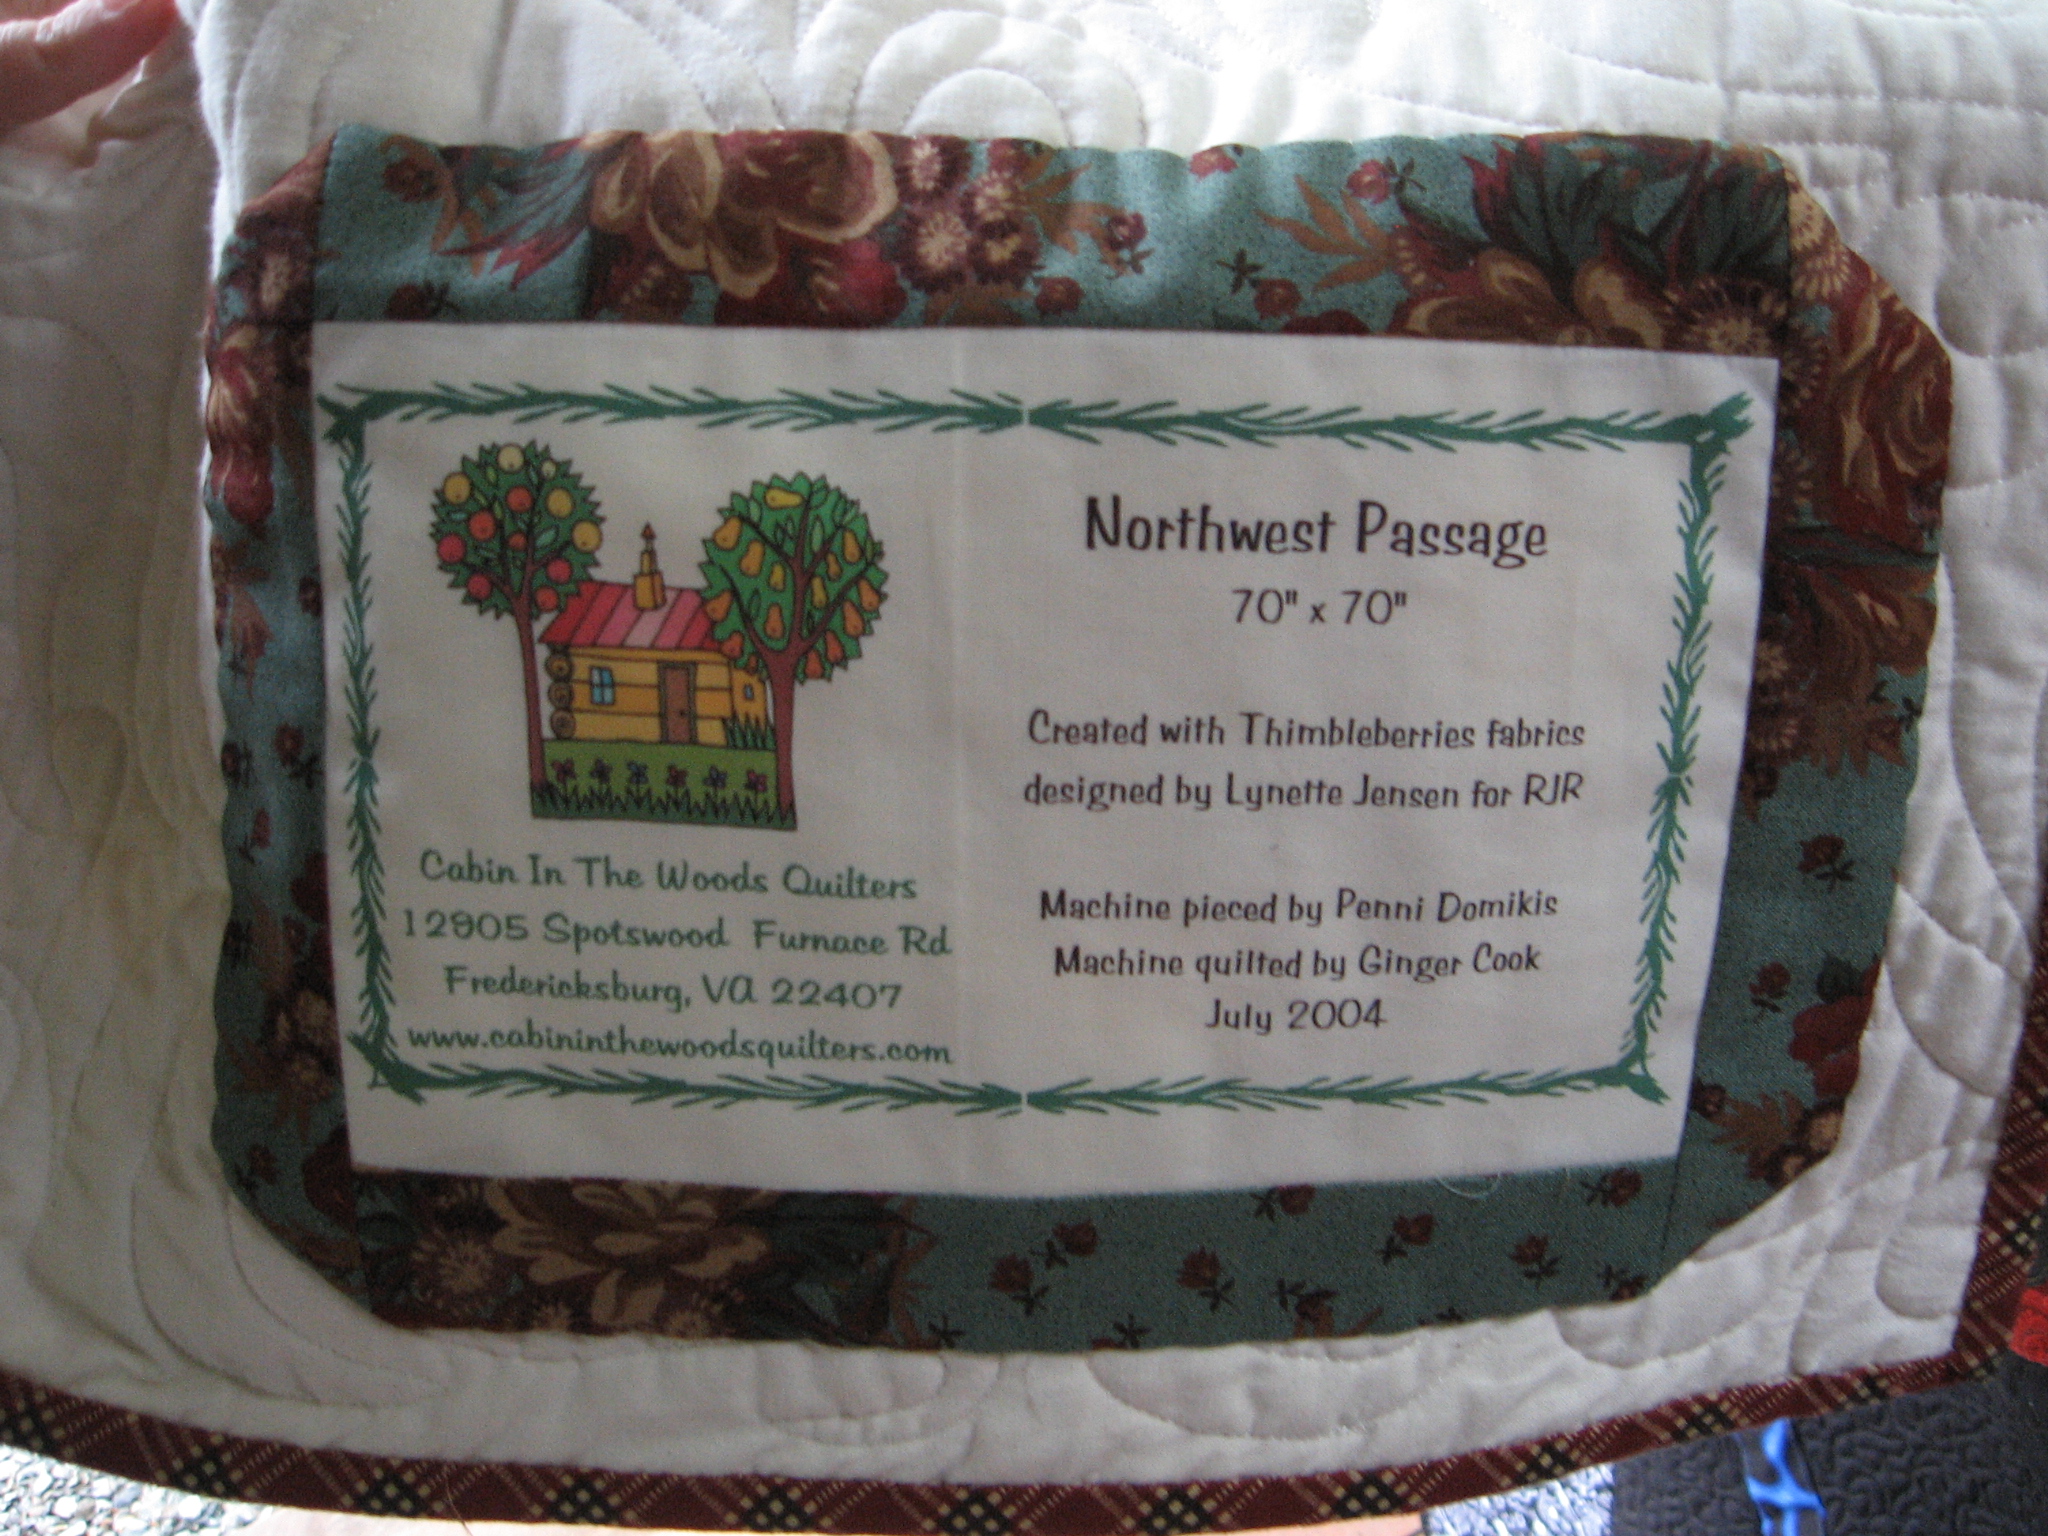 Cabin In The Woods Quilters
12905 Spotswood Furnace Rd
Fredericksburg, VA 22407
www.cabininthewoodsquilters.com
Northwest Passage
70" x 70"
Created with Thimbleberries fabrics
designed by Lynette Jensen for RJR
Machine pieced by Penni Domikis
Machine quilted by Ginger Cook
July 2004